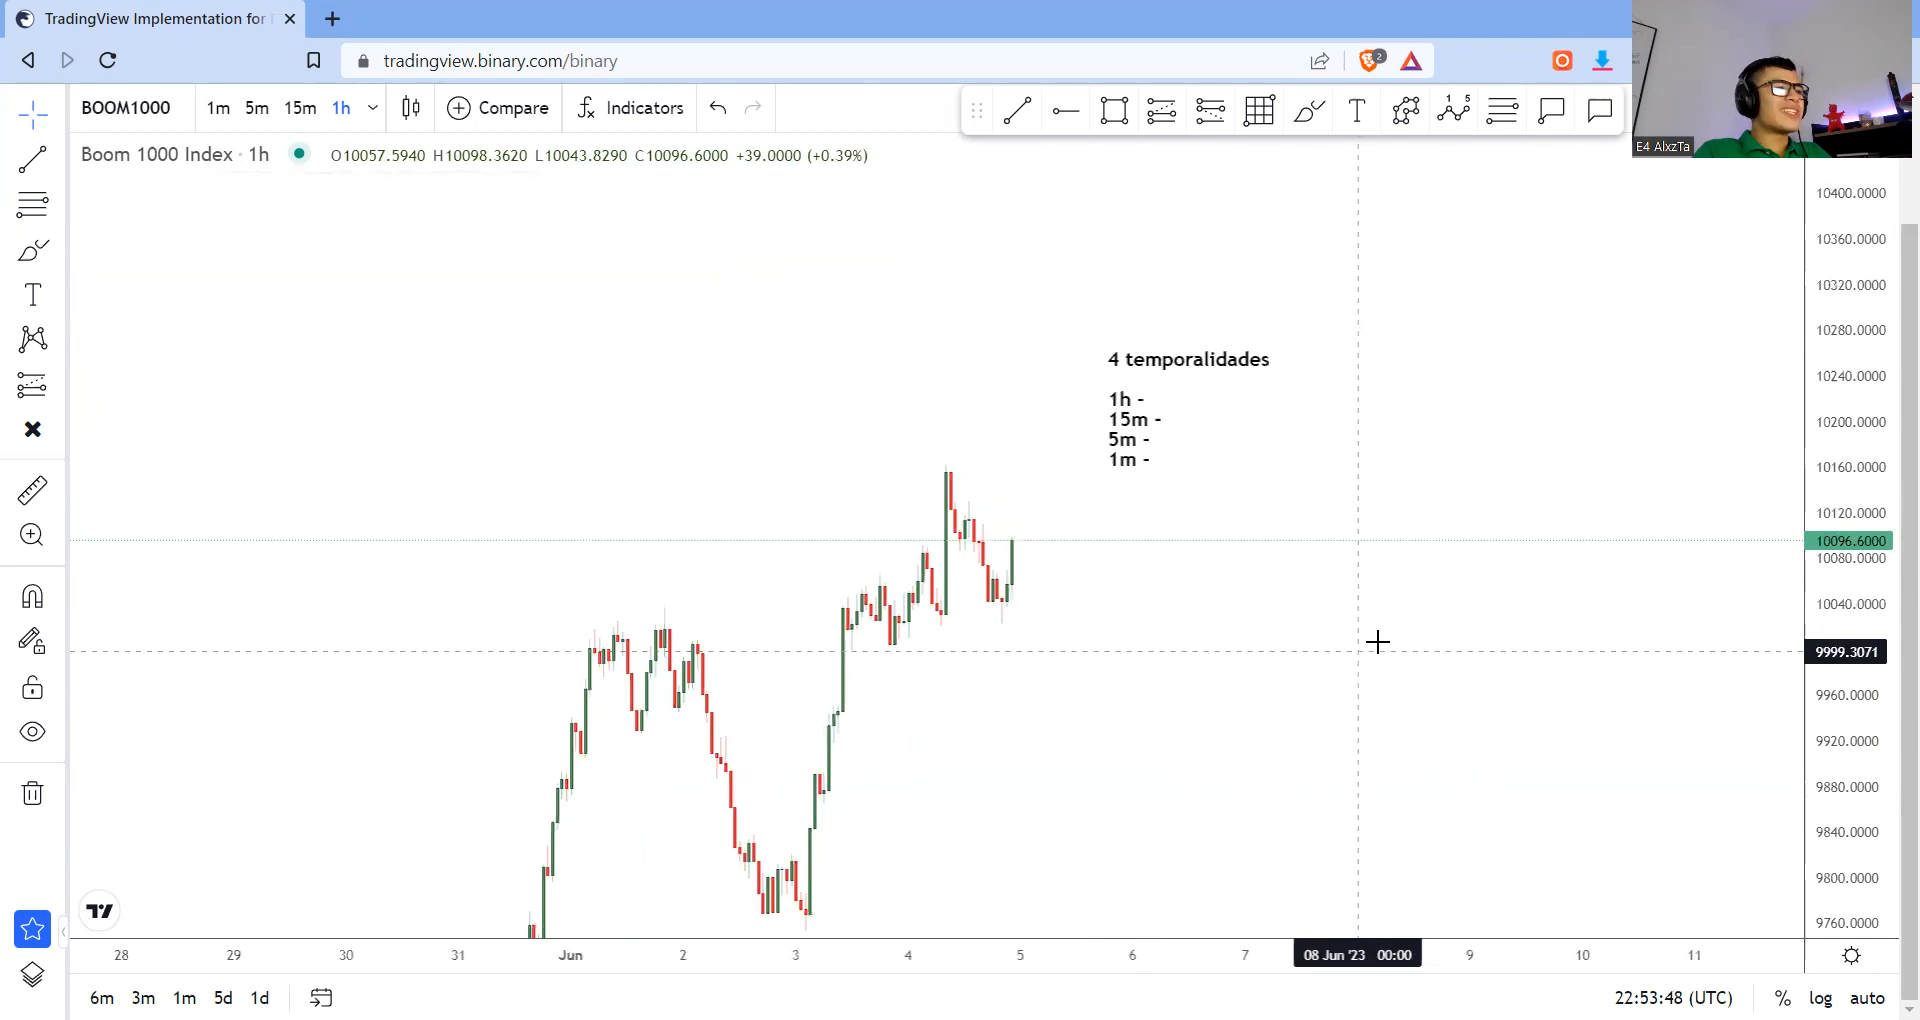 TradingView Implementation for
tradingview.binary.com/binary
2
BOOM1000 1m 5m 15m 1h Compare Indicators
T
1 5
E4 AlxzTa
Boom 1000 Index · 1h O10057.5940 H10098.3620 L10043.8290 C10096.6000 +39.0000 (+0.39%)
T
4 temporalidades
1h -
15m -
5m -
1m -
10400.0000
10360.0000
10320.0000
10280.0000
10240.0000
10200.0000
10160.0000
10120.0000
10096.6000
10080.0000
10040.0000
9999.3071
9960.0000
9920.0000
9880.0000
9840.0000
9800.0000
9760.0000
28 29 30 31 Jun 2 3 4 5 6 7 08 Jun '23 00:00 9 10 11
6m 3m 1m 5d 1d 22:53:48 (UTC) % log auto